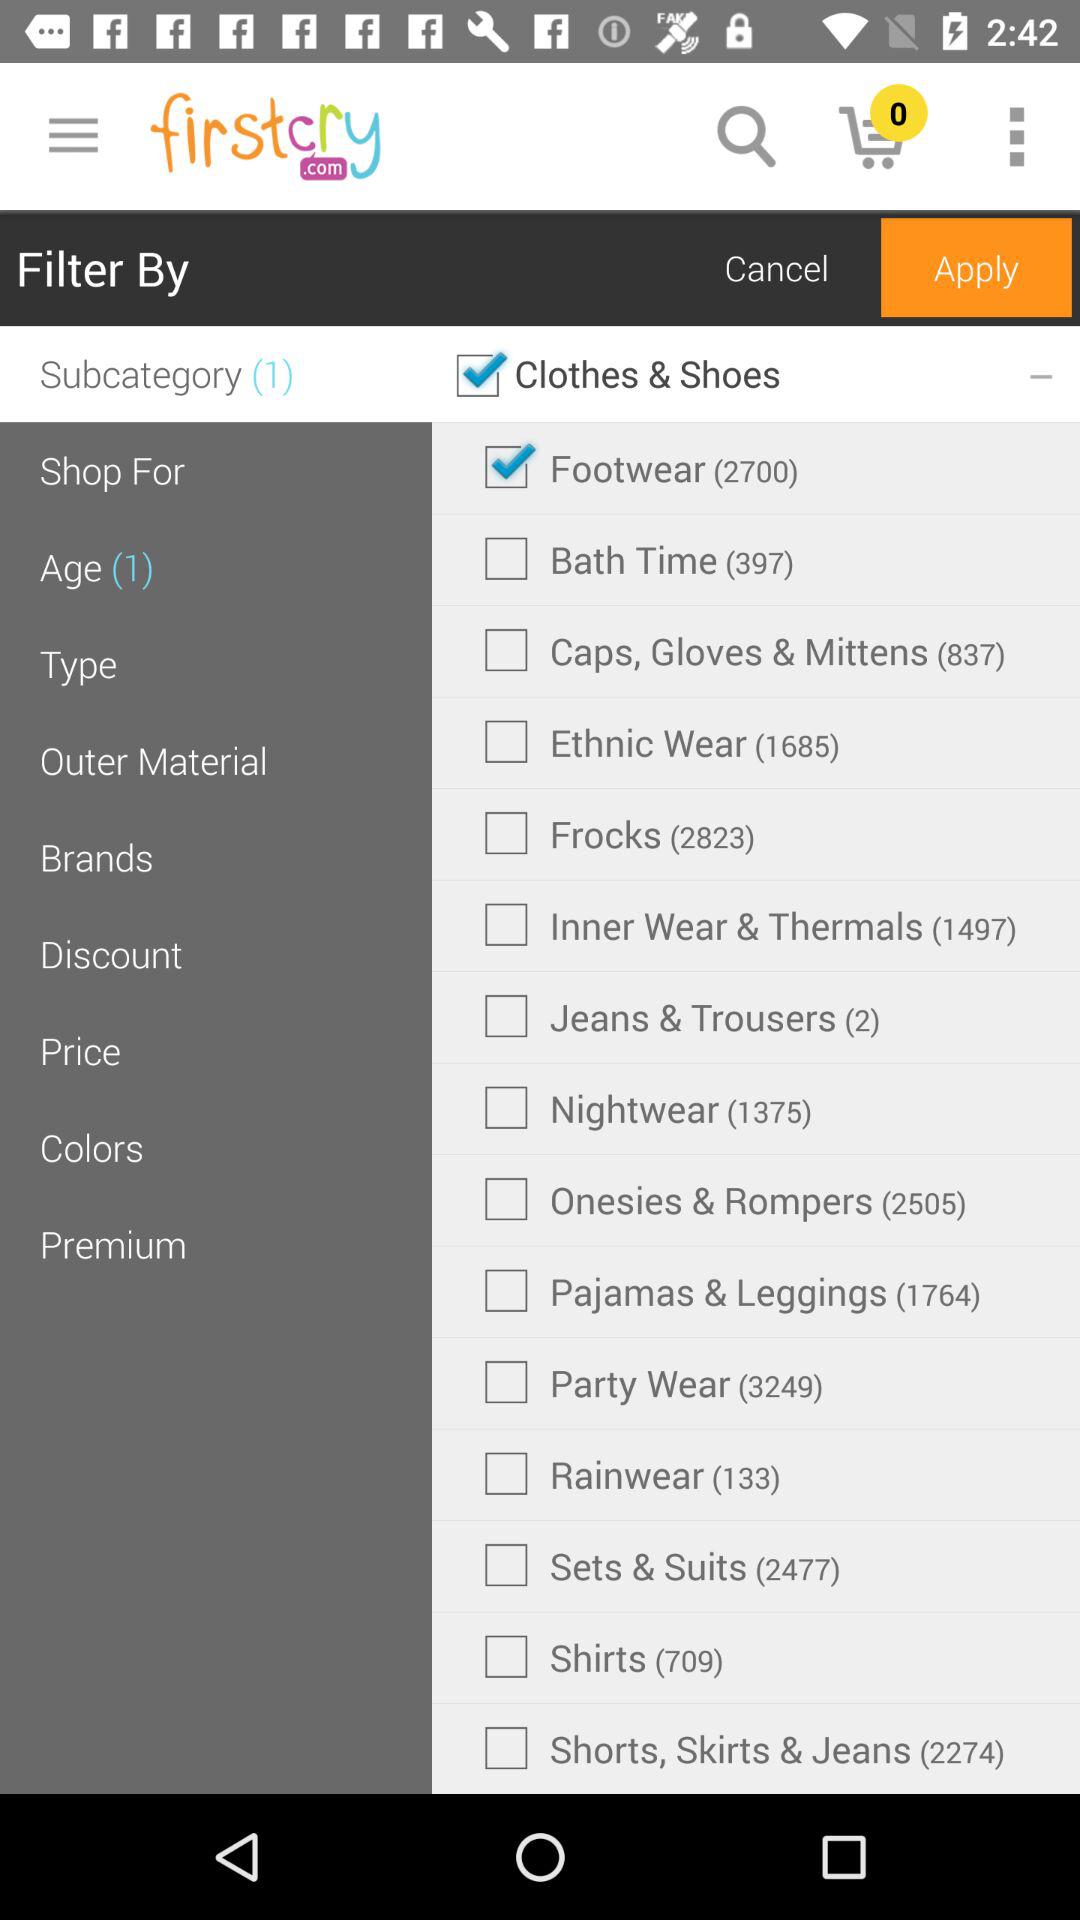 FAKE
2:42
firstcry
.com
0
Filter By
Cancel
Apply
Subcategory (1)
Clothes & Shoes
Shop For
Age (1)
Type
Outer Material
Brands
Discount
Price
Colors
Premium
Footwear (2700)
Bath Time (397)
Caps, Gloves & Mittens (837)
Ethnic Wear (1685)
Frocks (2823)
Inner Wear & Thermals (1497)
Jeans & Trousers (2)
Nightwear (1375)
Onesies & Rompers (2505)
Pajamas & Leggings (1764)
Party Wear (3249)
Rainwear (133)
Sets & Suits (2477)
Shirts (709)
Shorts, Skirts & Jeans (2274)